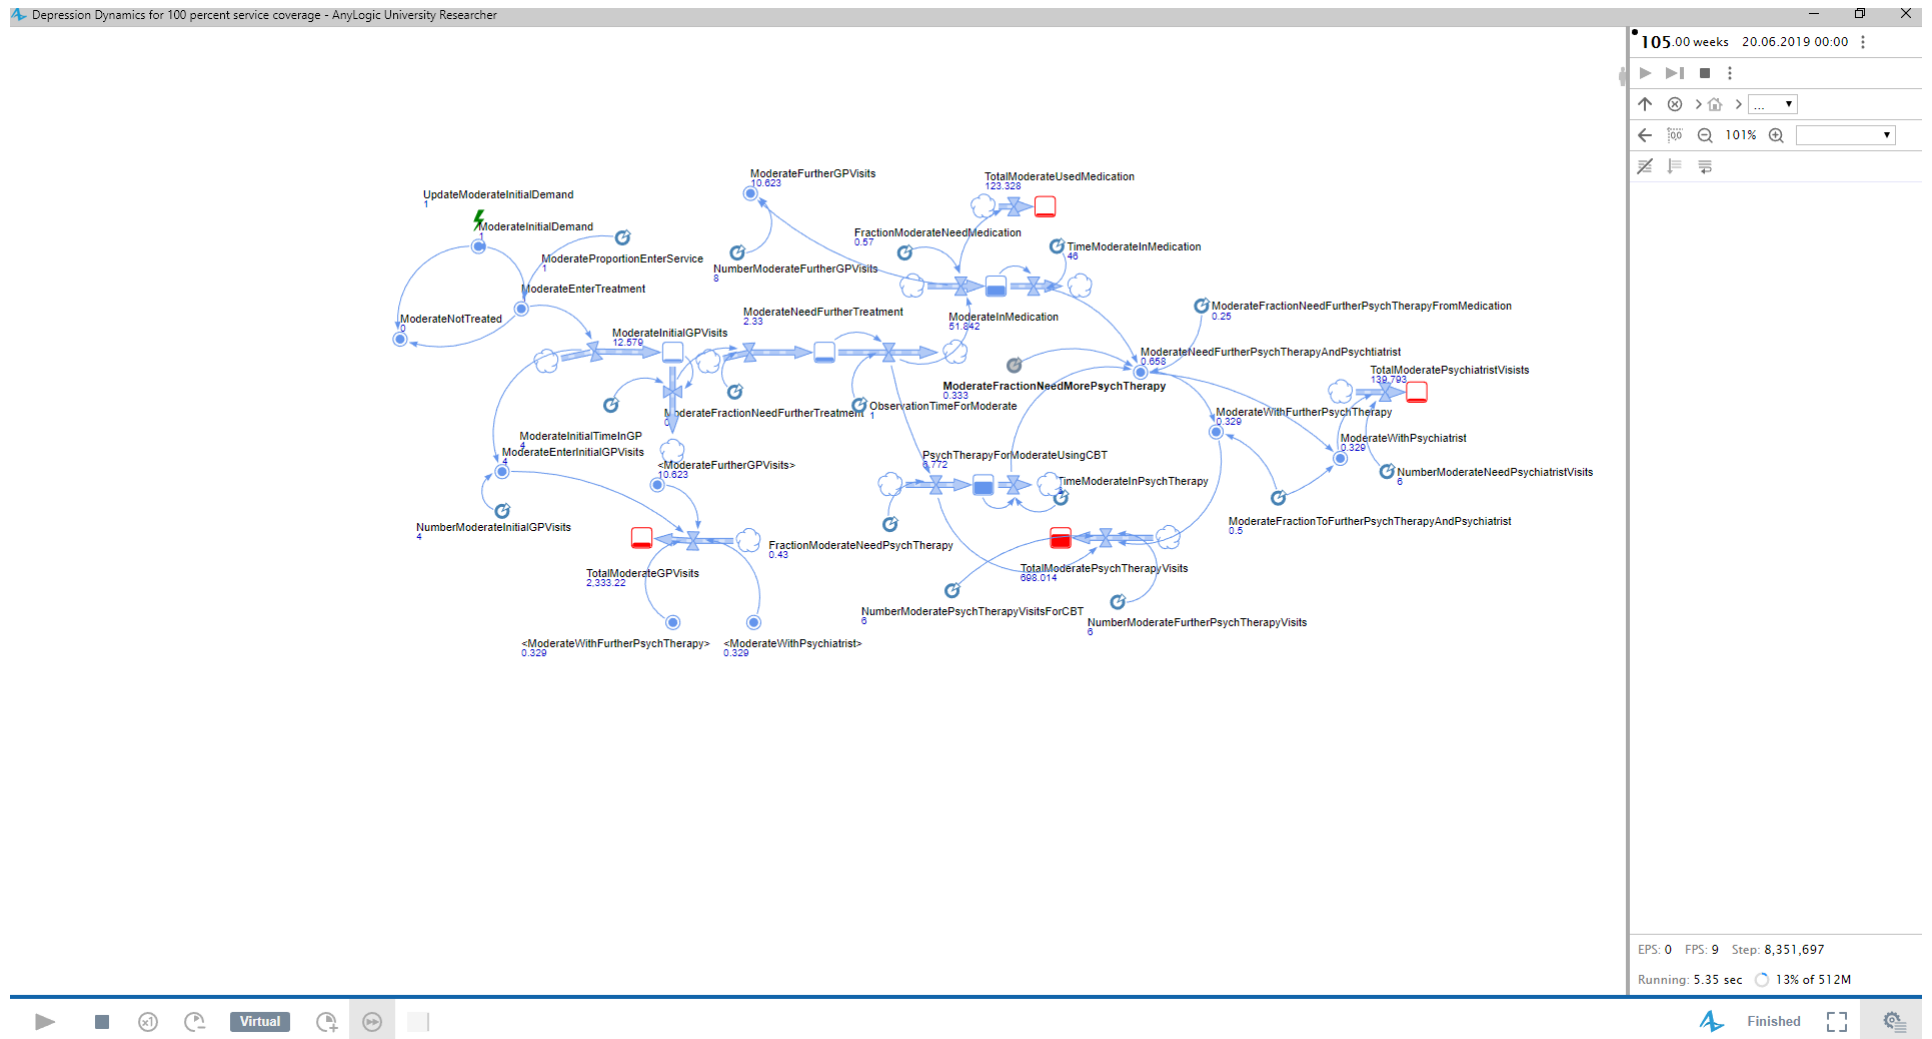 Depression Dynamics for 100 percent service coverage - AnyLogic University Researcher
105.00 weeks 20.06.2019 00:00
...
101%
ModerateFurtherGPVisits
10.623
TotalModerateUsedMedication
123.328
UpdateModerateInitialDemand
1
ModerateInitialDemand
1
FractionModerateNeedMedication
0.57
TimeModerateInMedication
46
ModerateProportionEnterService
1
NumberModerateFurtherGPVisits
8
ModerateEnterTreatment
ModerateFractionNeedFurtherPsychTherapyFromMedication
0.25
ModerateNotTreated
0
ModerateNeedFurtherTreatment
2.33
ModerateInMedication
51.842
ModerateInitialGPVisits
12.579
ModerateNeedFurtherPsychTherapyAndPsychtiatrist
0.658
TotalModeratePsychiatristVisists
139.793
ModerateFractionNeedMorePsychTherapy
0.333
ModerateFractionNeedFurtherTreatment
ObservationTimeForModerate
1
ModerateWithFurtherPsychTherapy
0.329
ModerateInitialTimeInGP
4
ModerateWithPsychiatrist
0.329
ModerateEnterInitialGPVisits
4
<ModerateFurtherGPVisits>
10.623
PsychTherapyForModerateUsingCBT
6.772
NumberModerateNeedPsychiatristVisits
6
TimeModerateInPsychTherapy
NumberModerateInitialGPVisits
4
ModerateFractionToFurtherPsychTherapyAndPsychiatrist
0.5
FractionModerateNeedPsychTherapy
0.43
TotalModerateGPVisits
2,333.22
TotalModeratePsychTherapyVisits
698.014
NumberModeratePsychTherapyVisitsForCBT
6
NumberModerateFurtherPsychTherapyVisits
6
<ModerateWithFurtherPsychTherapy>
0.329
<ModerateWithPsychiatrist>
0.329
EPS: 0 FPS: 9 Step: 8,351,697
Running: 5.35 sec 13% of 512M
x1
Virtual
Finished